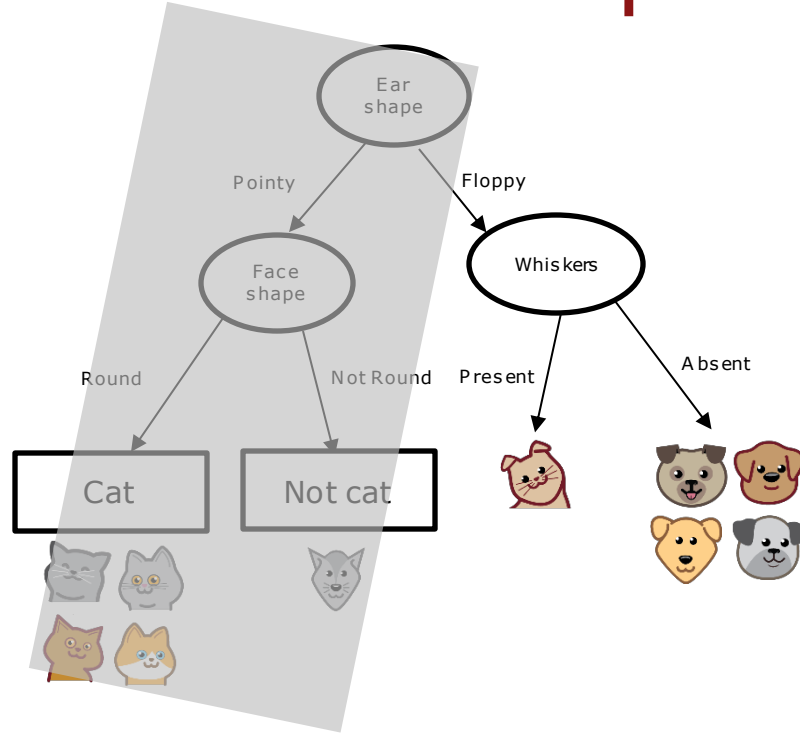 Ear
shape
Pointy
Floppy
Face
shape
Whiskers
Round
Not Round
Present
Absent
Cat
Not cat